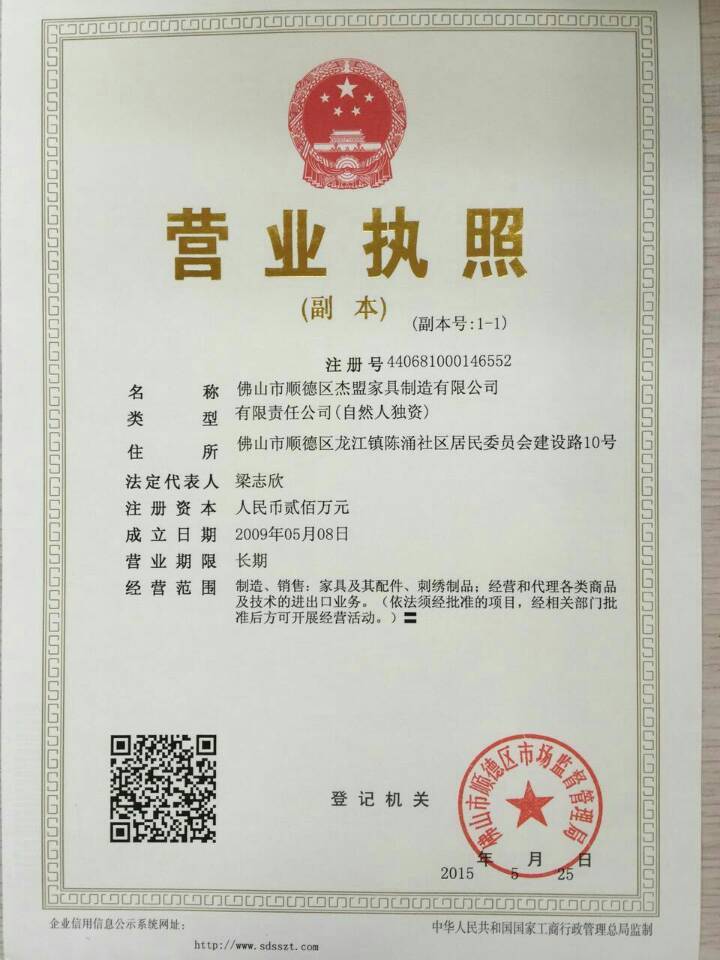 营业执照
(副 本)
(副本号:1-1)
注册号440681000146552
名 称 佛山市顺德区杰盟家具制造有限公司
类 型 有限责任公司(自然人独资)
住 所 佛山市顺德区龙江镇陈涌社区居民委员会建设路10号
法定代表人 梁志欣
注册资本 人民币贰佰万元
成立日期 2009年05月08日
营业期限 长期
经营范围 制造、销售：家具及其配件、刺绣制品；经营和代理各类商品
及技术的进出口业务。（依法须经批准的项目，经相关部门批
准后方可开展经营活动。）〓
登记机关
佛山市顺德区市场监督管理局
2015年5月25日
企业信用信息公示系统网址：
http://www.sdsszt.com
中华人民共和国国家工商行政管理总局监制